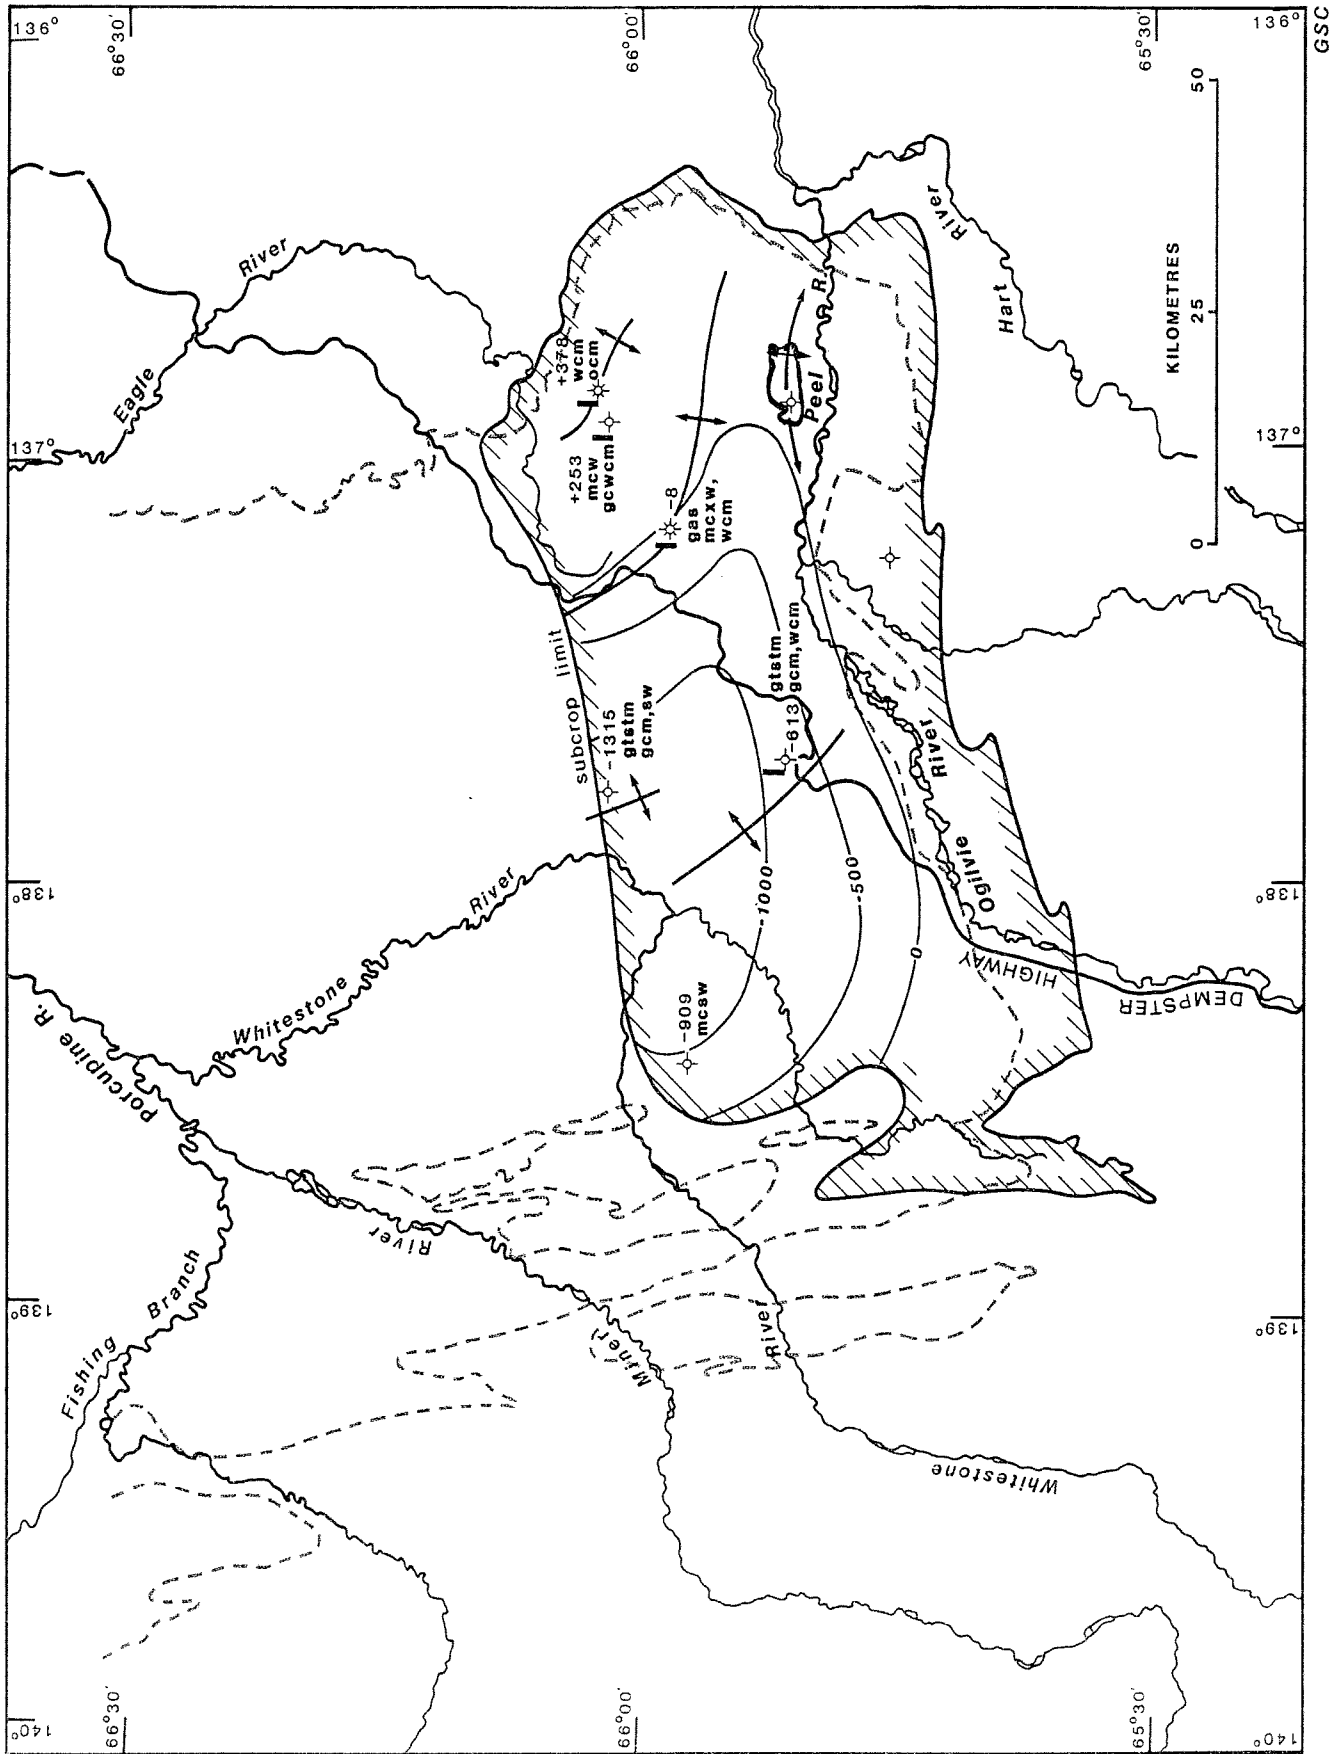 136°
66°30'
66°00'
65°30'
136°
GSC
50
25
0
KILOMETRES
River
Eagle
River
Hart
+378
wcm
ocm
+253
mcw
gcwcm
-8
gas
mcxw,
wcm
Peel R.
137°
137°
subcrop limit
-1315
gtstm
gcm,sw
-613
gtstm
gcm,wcm
River
Ogilvie
-1000
-500
0
HIGHWAY
DEMPSTER
138°
138°
River
Whitestone
-909
mcsw
Porcupine R.
River
Miner
Branch
Fishing
River
Whitestone
139°
139°
140°
66°30'
66°00'
65°30'
140°